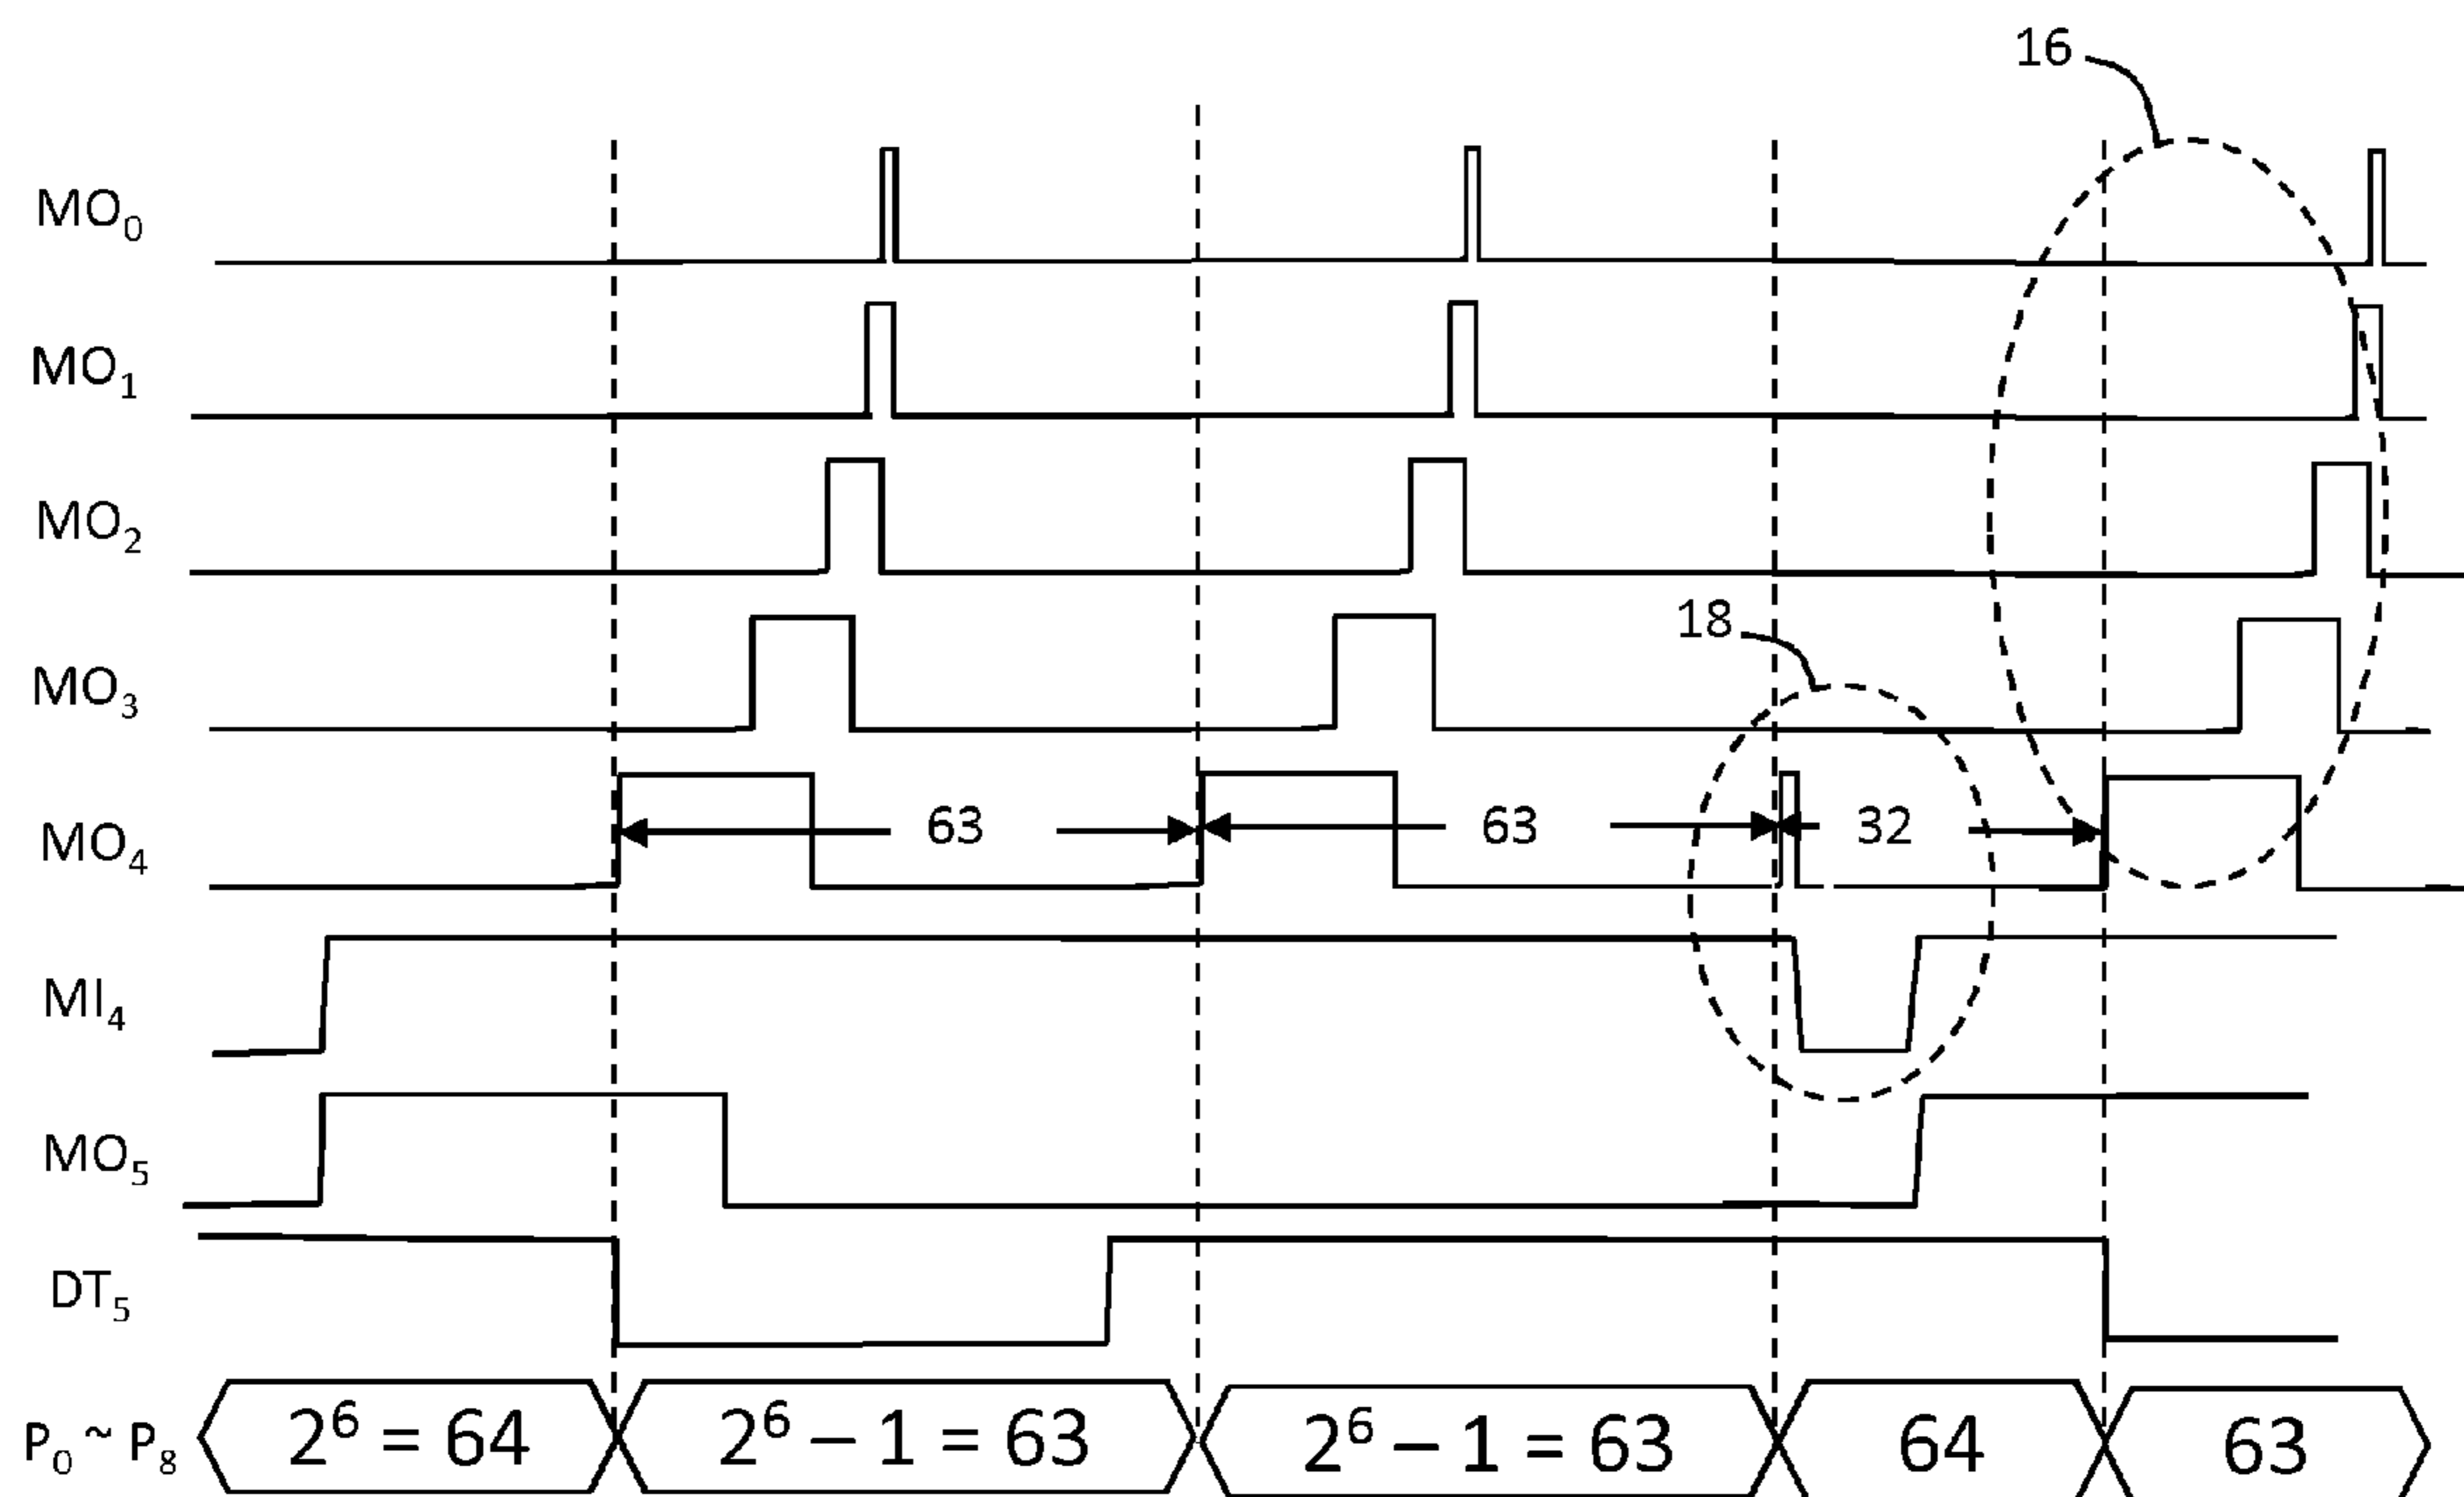 16
MO₀
MO₁
MO₂
18
MO₃
MO₄ 63 63 32
MI₄
MO₅
DT₅
P₀ ~ P₈ 2⁶ = 64 2⁶ − 1 = 63 2⁶ − 1 = 63 64 63